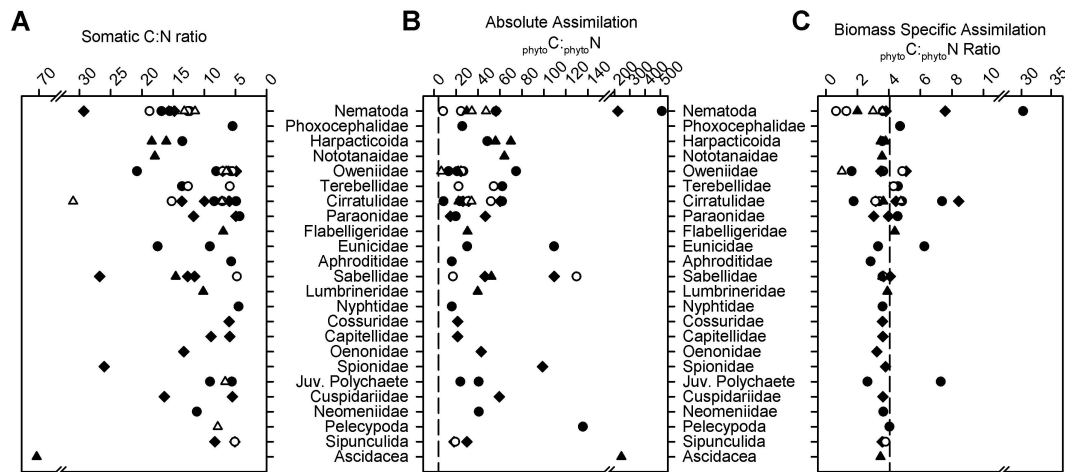 A
Somatic C:N ratio
70 30 25 20 15 10 5 0
B
Absolute Assimilation
phytoC:phytoN
0 20 40 60 80 100 120 140 200 300 400 500
C
Biomass Specific Assimilation
phytoC:phytoN Ratio
0 2 4 6 8 10 30 35
Nematoda
Phoxocephalidae
Harpacticoida
Nototanaidae
Oweniidae
Terebellidae
Cirratulidae
Paraonidae
Flabelligeridae
Eunicidae
Aphroditidae
Sabellidae
Lumbrineridae
Nyphtidae
Cossuridae
Capitellidae
Oenonidae
Spionidae
Juv. Polychaete
Cuspidariidae
Neomeniidae
Pelecypoda
Sipunculida
Ascidacea
Nematoda
Phoxocephalidae
Harpacticoida
Nototanaidae
Oweniidae
Terebellidae
Cirratulidae
Paraonidae
Flabelligeridae
Eunicidae
Aphroditidae
Sabellidae
Lumbrineridae
Nyphtidae
Cossuridae
Capitellidae
Oenonidae
Spionidae
Juv. Polychaete
Cuspidariidae
Neomeniidae
Pelecypoda
Sipunculida
Ascidacea